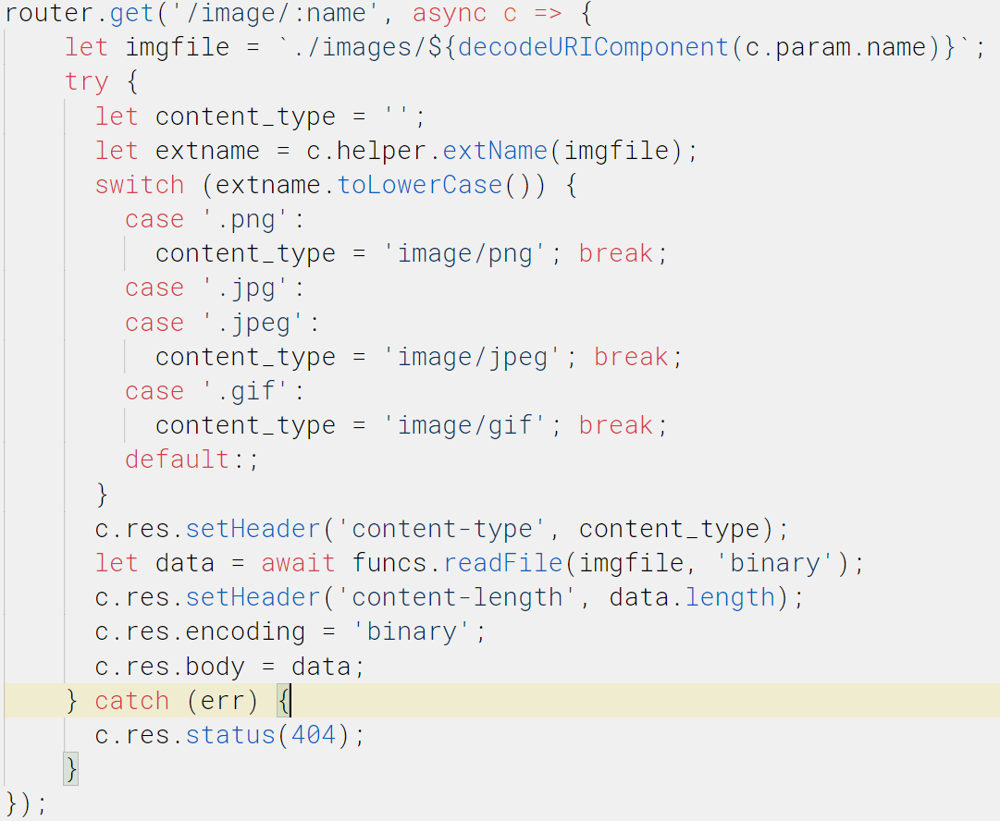 router.get('/image/:name', async c => {
    let imgfile = `./images/${decodeURIComponent(c.param.name)}`;
    try {
      let content_type = '';
      let extname = c.helper.extName(imgfile);
      switch (extname.toLowerCase()) {
        case '.png':
          content_type = 'image/png'; break;
        case '.jpg':
        case '.jpeg':
          content_type = 'image/jpeg'; break;
        case '.gif':
          content_type = 'image/gif'; break;
        default:;
      }
      c.res.setHeader('content-type', content_type);
      let data = await funcs.readFile(imgfile, 'binary');
      c.res.setHeader('content-length', data.length);
      c.res.encoding = 'binary';
      c.res.body = data;
    } catch (err) {
      c.res.status(404);
    }
});